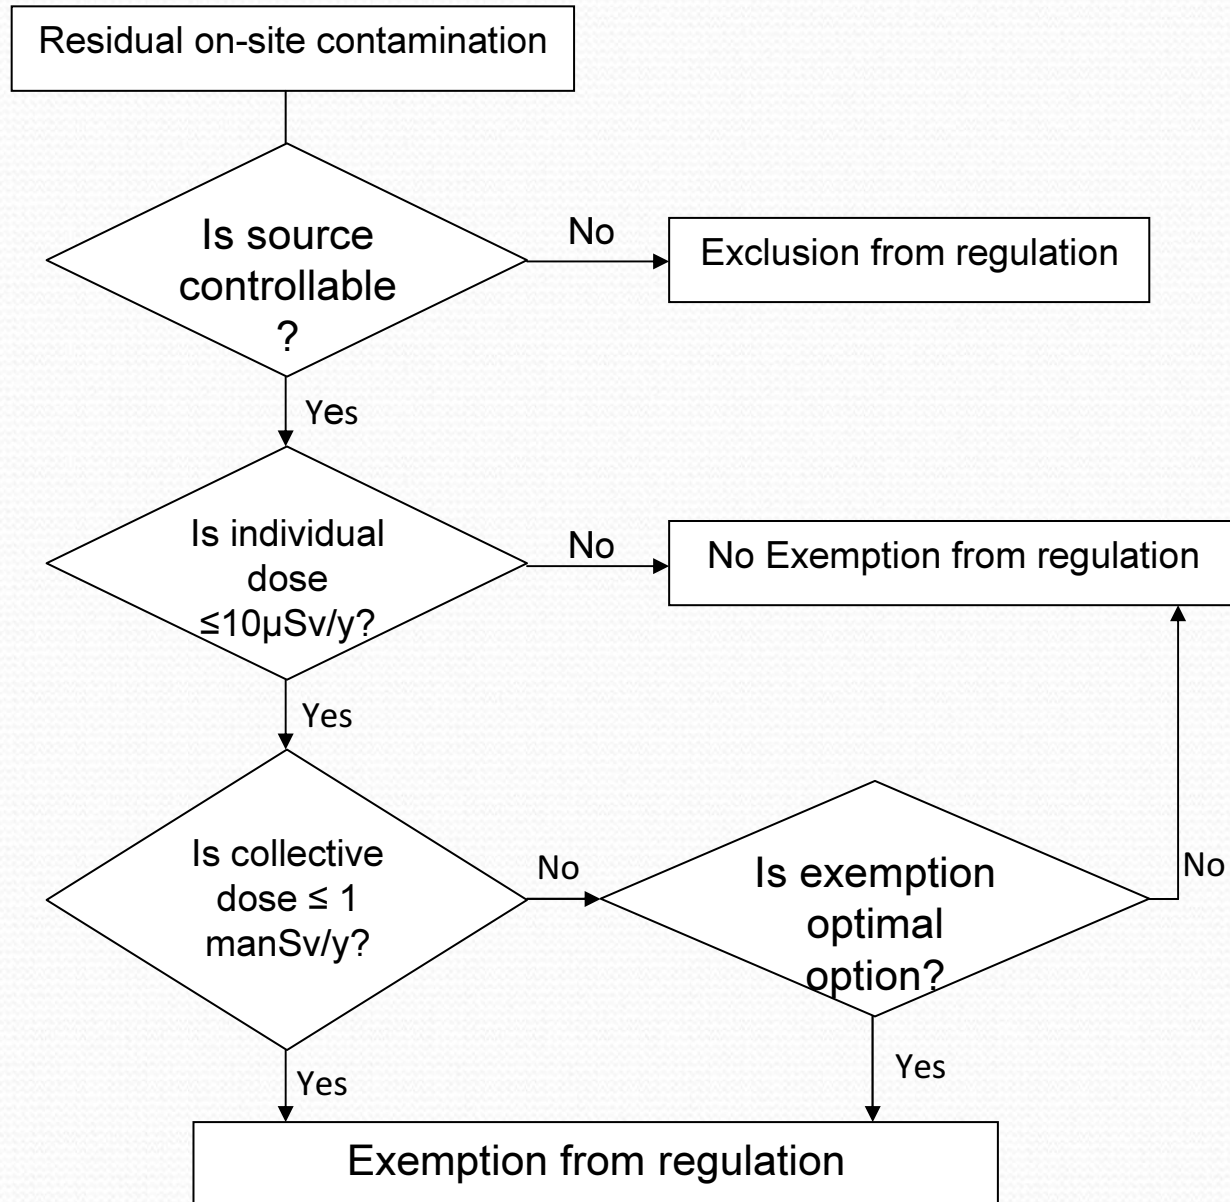 Residual on-site contamination
Is source
controllable
?
No
Exclusion from regulation
Yes
Is individual
dose
≤10µSv/y?
No
No Exemption from regulation
Yes
Is collective
dose ≤ 1
manSv/y?
No
Is exemption
optimal
option?
No
Yes
Yes
Exemption from regulation